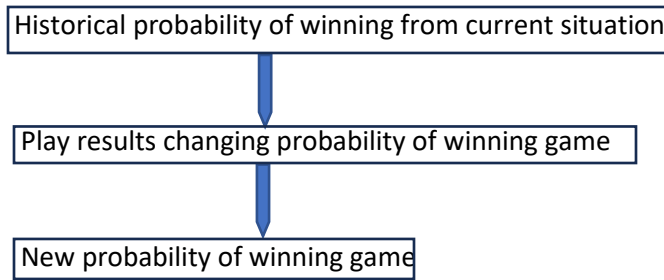 Historical probability of winning from current situation
Play results changing probability of winning game
New probability of winning game